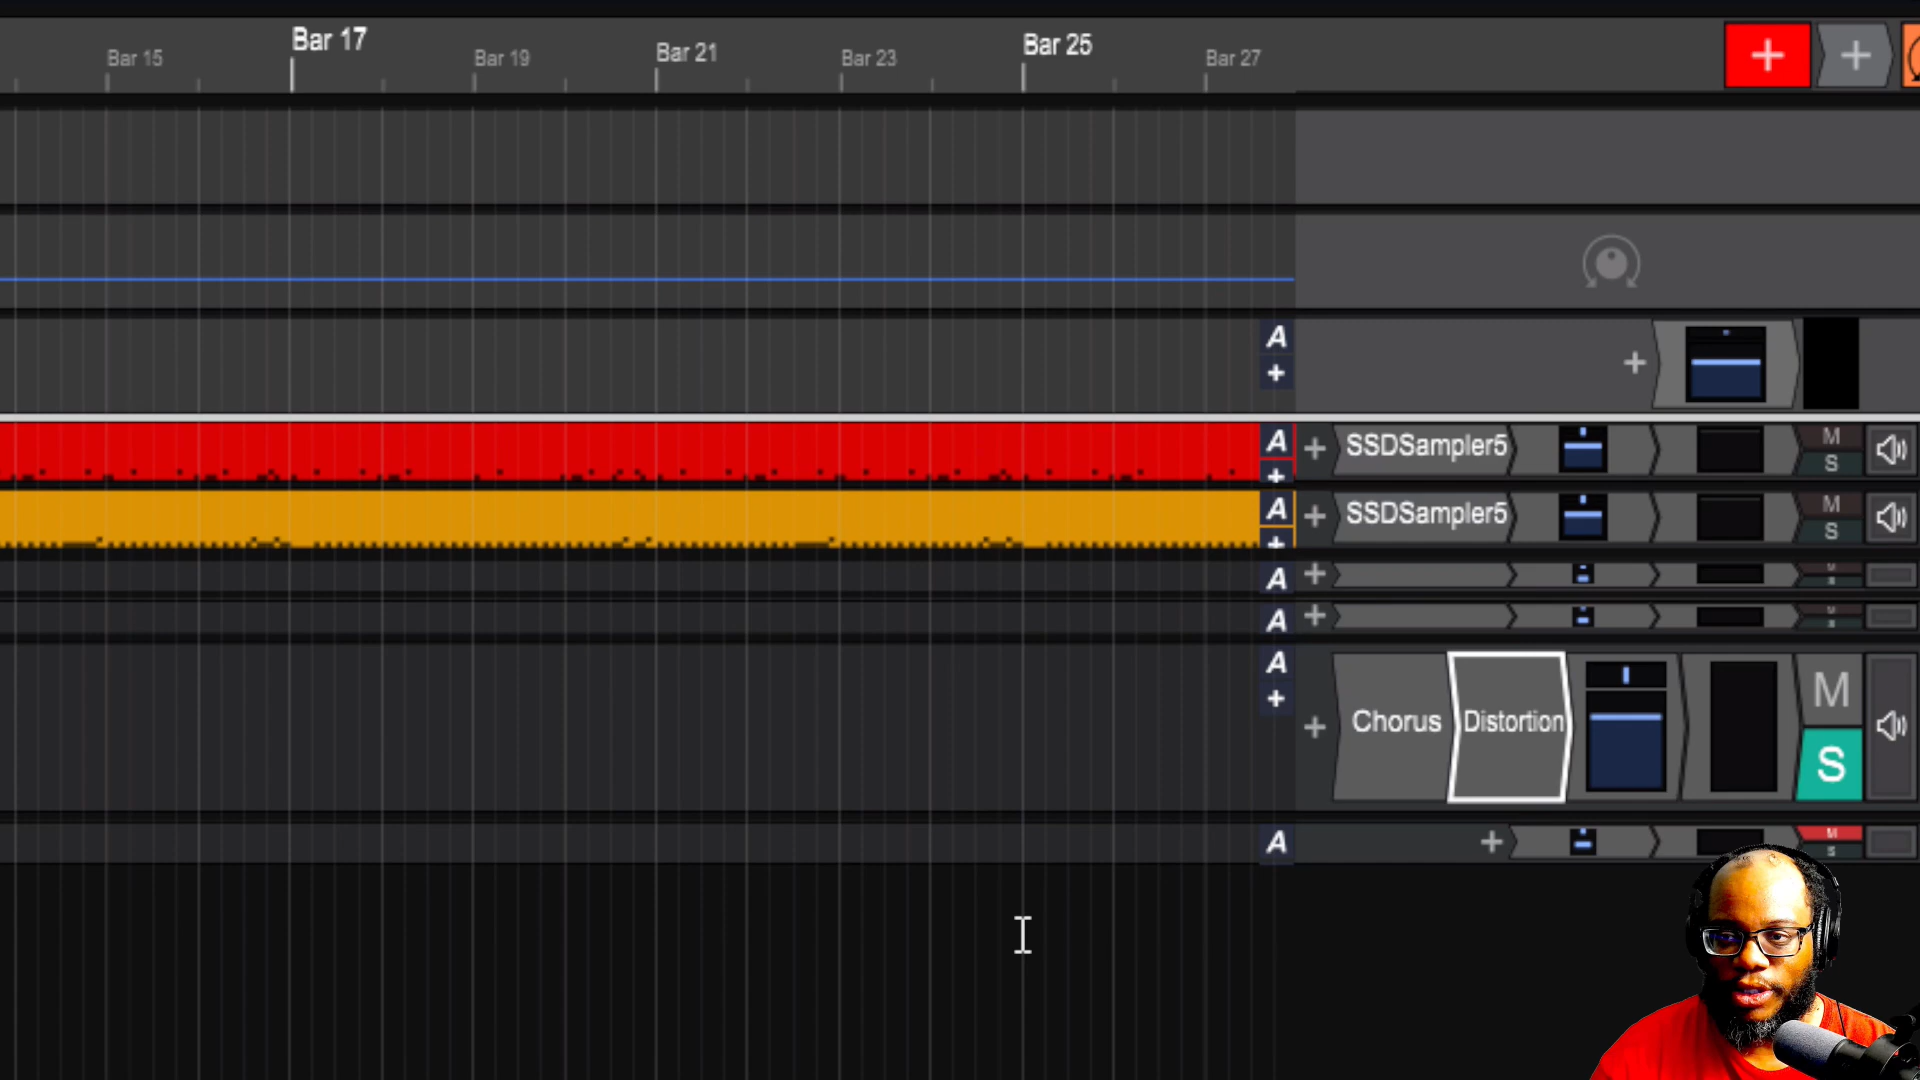 Bar 15
Bar 17
Bar 19
Bar 21
Bar 23
Bar 25
Bar 27
A
A
SSDSampler5
M
S
A
SSDSampler5
M
S
A
A
A
Chorus
Distortion
M
S
A
M
S